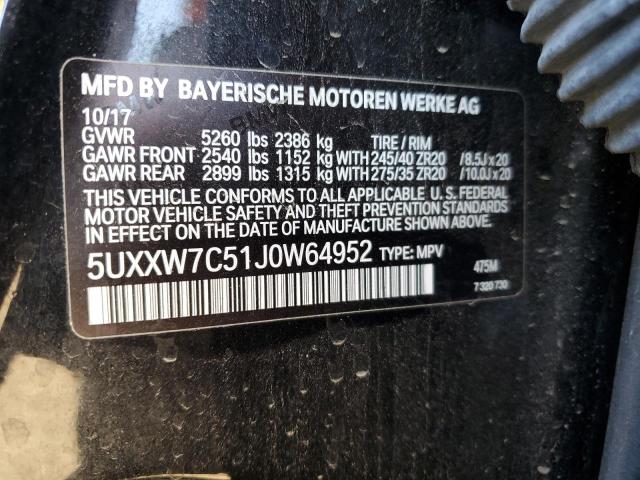 MFD BY BAYERISCHE MOTOREN WERKE AG
10/17
GVWR 5260 lbs 2386 kg TIRE / RIM
GAWR FRONT 2540 lbs 1152 kg WITH 245/40 ZR20 /8.5J x 20
GAWR REAR 2899 lbs 1315 kg WITH 275/35 ZR20 /10.0J x 20
THIS VEHICLE CONFORMS TO ALL APPLICABLE U.S. FEDERAL
MOTOR VEHICLE SAFETY AND THEFT PREVENTION STANDARDS IN
EFFECT ON THE DATE OF MANUFACTURE SHOWN ABOVE.
5UXXW7C51J0W64952 TYPE: MPV 475M
7 320 730